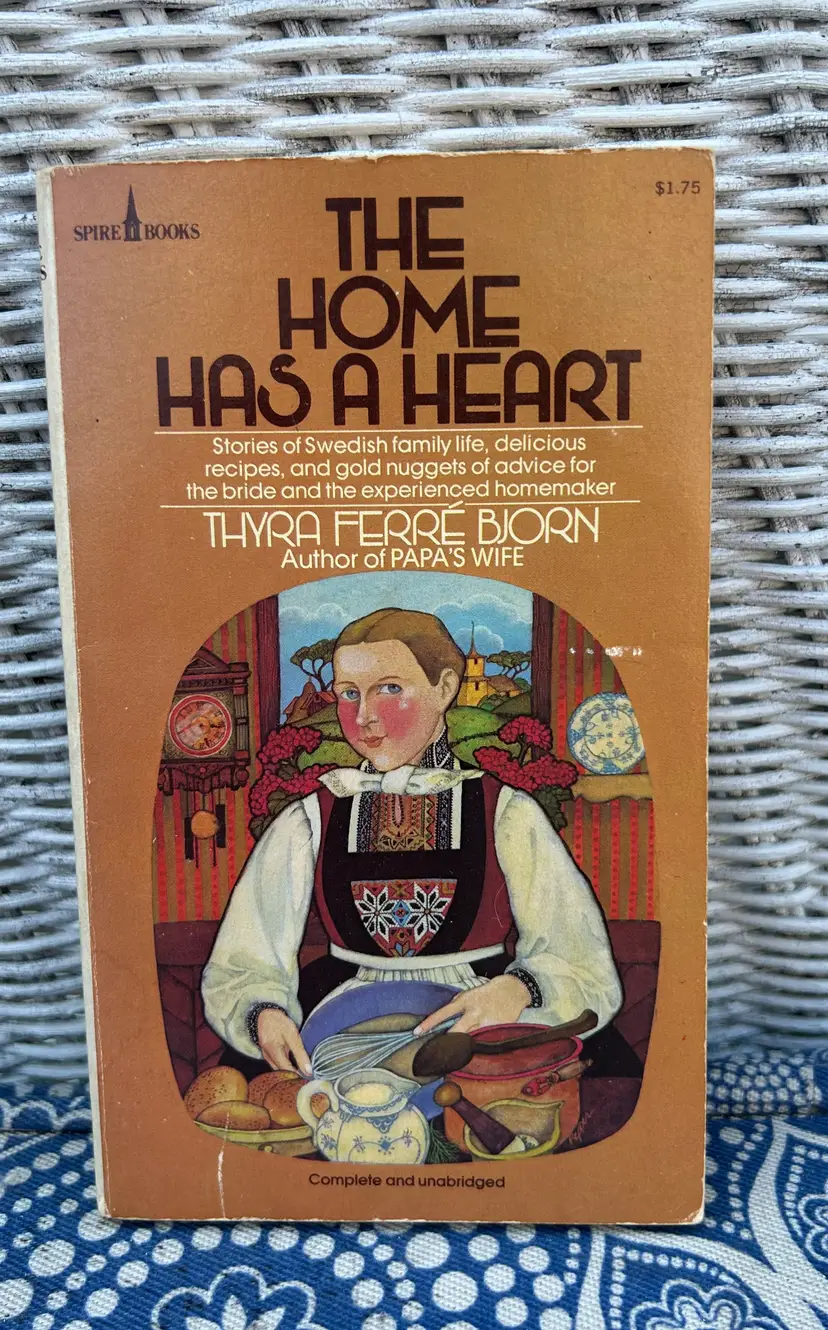 SPIRE BOOKS
$1.75
THE
HOME
HAS A HEART
Stories of Swedish family life, delicious
recipes, and gold nuggets of advice for
the bride and the experienced homemaker
THYRA FERRÉ BJORN
Author of PAPA'S WIFE
Complete and unabridged